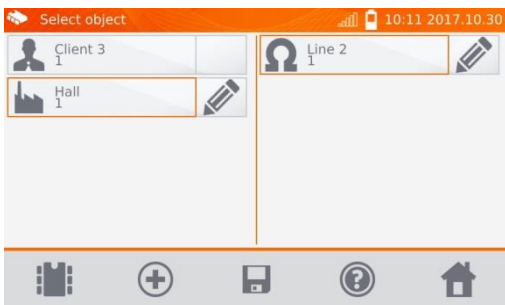 Select object
10:11 2017.10.30
Client 3
1
Hall
1
Line 2
1